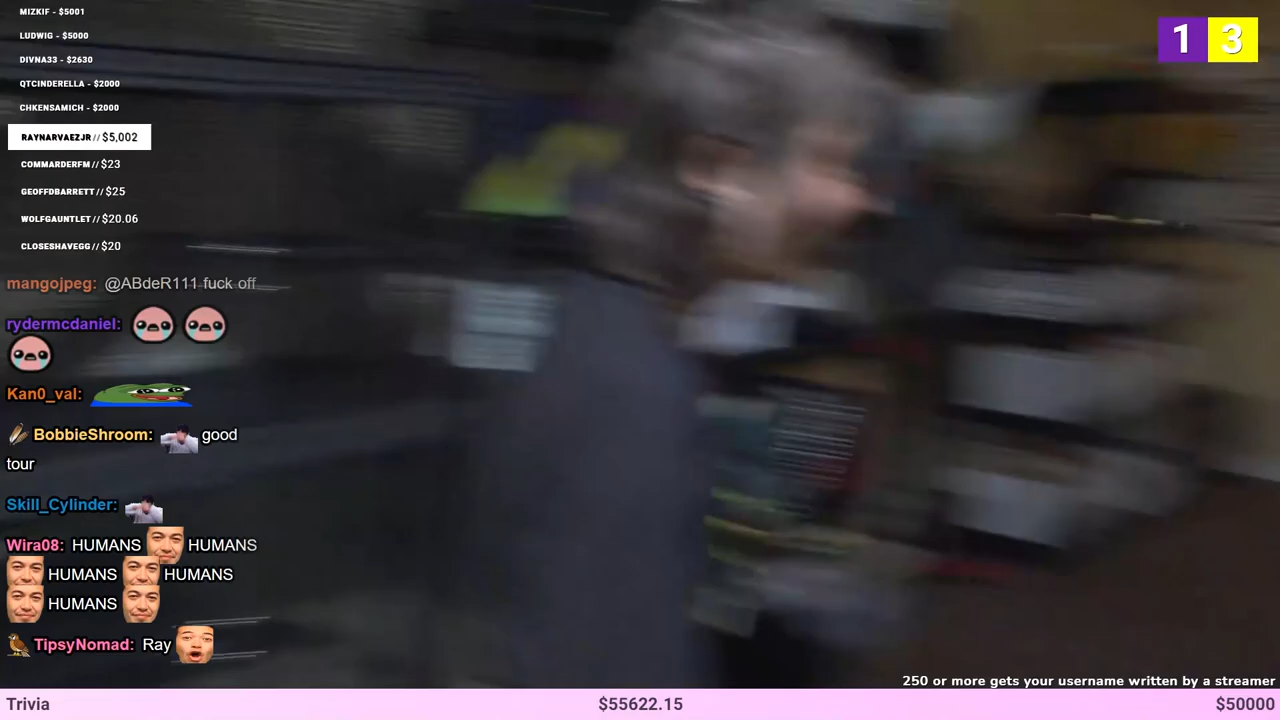 MIZKIF - $5001
LUDWIG - $5000
DIVNA33 - $2630
QTCINDERELLA - $2000
CHKENSAMICH - $2000
RAYNARVAEZJR // $5,002
COMMARDERFM // $23
GEOFFDBARRETT // $25
WOLFGAUNTLET // $20.06
CLOSESHAVEGG // $20
mangojpeg: @ABdeR111 fuck off
rydermcdaniel:
Kan0_val:
BobbieShroom: good
tour
Skill_Cylinder:
Wira08: HUMANS HUMANS
HUMANS HUMANS
HUMANS
TipsyNomad: Ray
1 3
250 or more gets your username written by a streamer
Trivia $55622.15 $50000